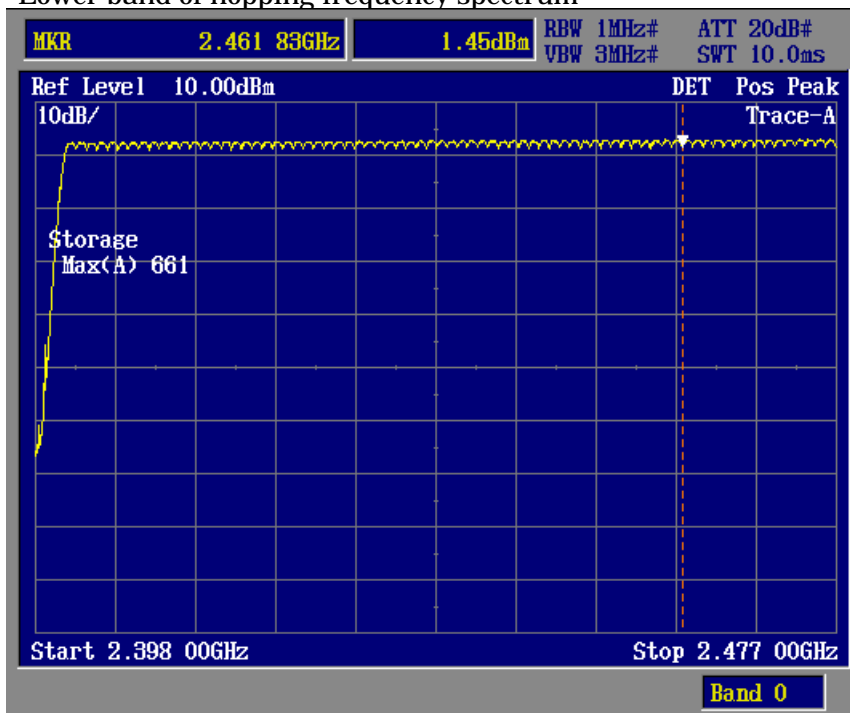 Lower band of hopping frequency spectrum
MKR 2.461 83GHz 1.45dBm RBW 1MHz# ATT 20dB#
VBW 3MHz# SWT 10.0ms
Ref Level 10.00dBm DET Pos Peak
10dB/ Trace-A
Storage
Max(A) 661
Start 2.398 00GHz Stop 2.477 00GHz
Band 0